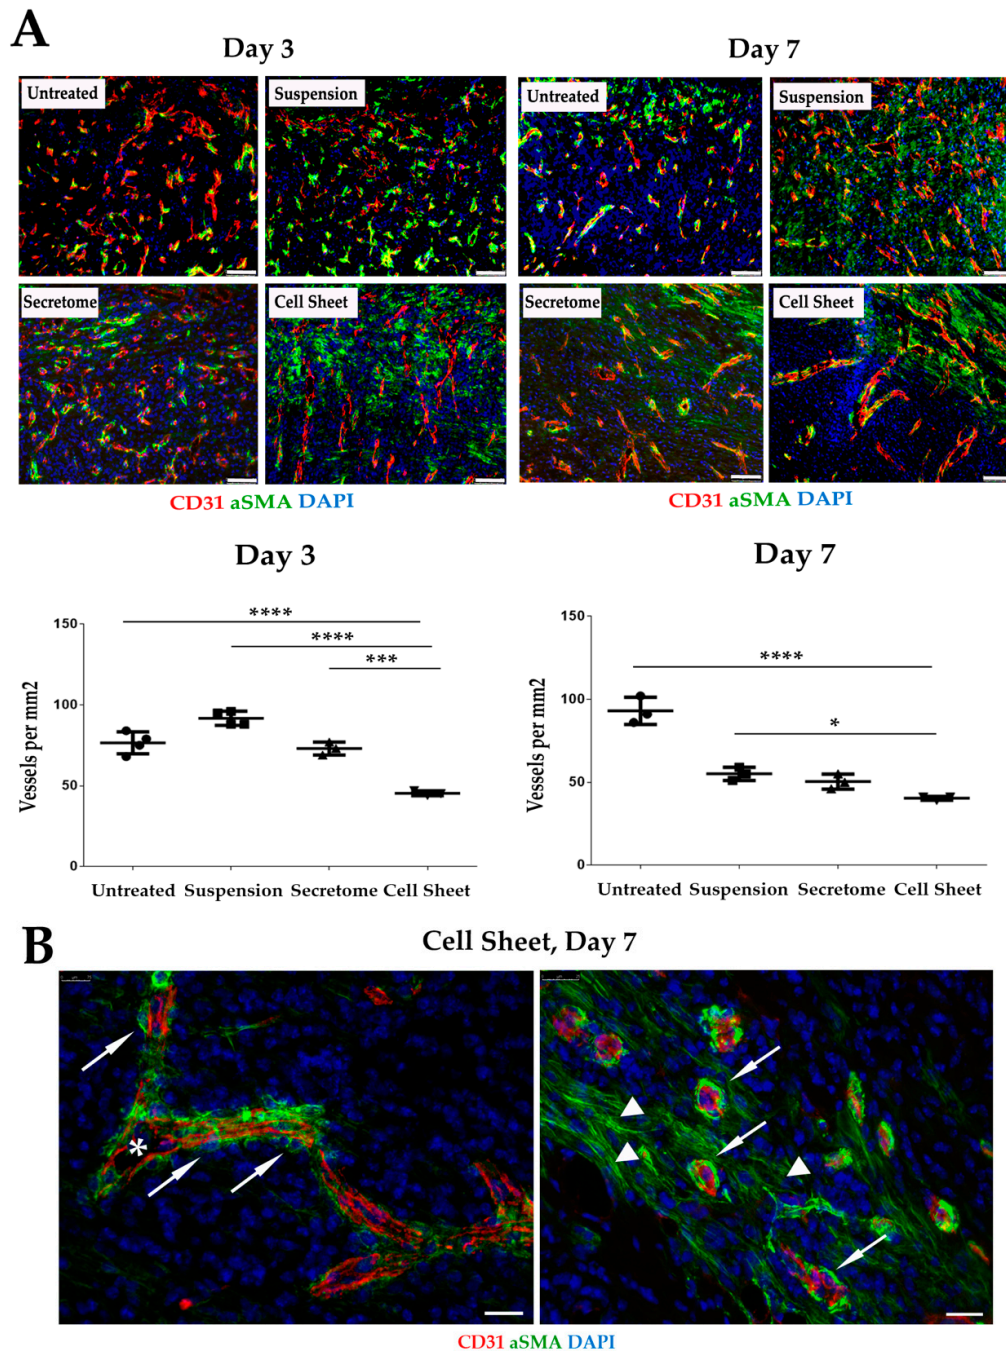 A
Day 3
Day 7
Untreated
Suspension
Untreated
Suspension
Secretome
Cell Sheet
Secretome
Cell Sheet
CD31 aSMA DAPI
CD31 aSMA DAPI
Day 3
Vessels per mm2
150
100
50
0
****
****
***
Untreated Suspension Secretome Cell Sheet
Day 7
Vessels per mm2
150
100
50
0
****
*
Untreated Suspension Secretome Cell Sheet
B
Cell Sheet, Day 7
*
CD31 aSMA DAPI